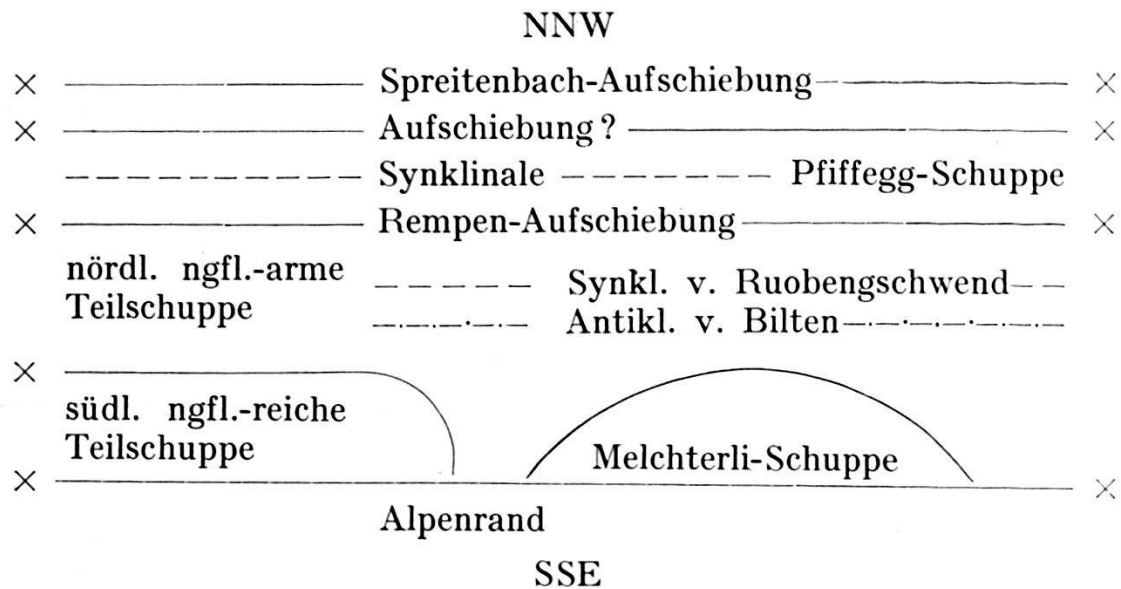 NNW
× Spreitenbach-Aufschiebung ×
× Aufschiebung? ×
Synklinale Pfiffegg-Schuppe
× Rempen-Aufschiebung ×
nördl. ngfl.-arme
Teilschuppe
Synkl. v. Ruobengschwend
Antikl. v. Bilten
×
südl. ngfl.-reiche
Teilschuppe
Melchterli-Schuppe
× ×
Alpenrand
SSE